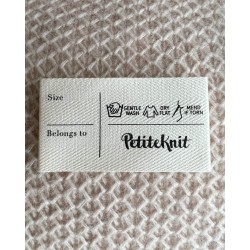 Size
GENTLE WASH
DRY FLAT
MEND IF TORN
Belongs to
PetiteKnit